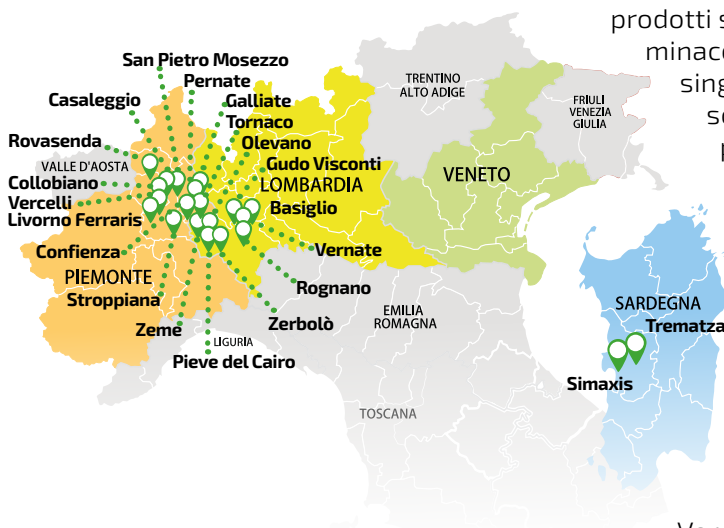 prodotti s
minacc
sing
se
p
San Pietro Mosezzo
Pernate
Casaleggio
Galliate
Tornaco
Rovasenda
Olevano
VALLE D'AOSTA
Gudo Visconti
Collobiano
LOMBARDIA
Vercelli
Basiglio
Livorno Ferraris
Confienza
Vernate
PIEMONTE
Rognano
Stroppiana
Zerbolò
Zeme
LIGURIA
Pieve del Cairo
TRENTINO
ALTO ADIGE
FRIULI
VENEZIA
GIULIA
VENETO
EMILIA
ROMAGNA
TOSCANA
SARDEGNA
Trematza
Simaxis